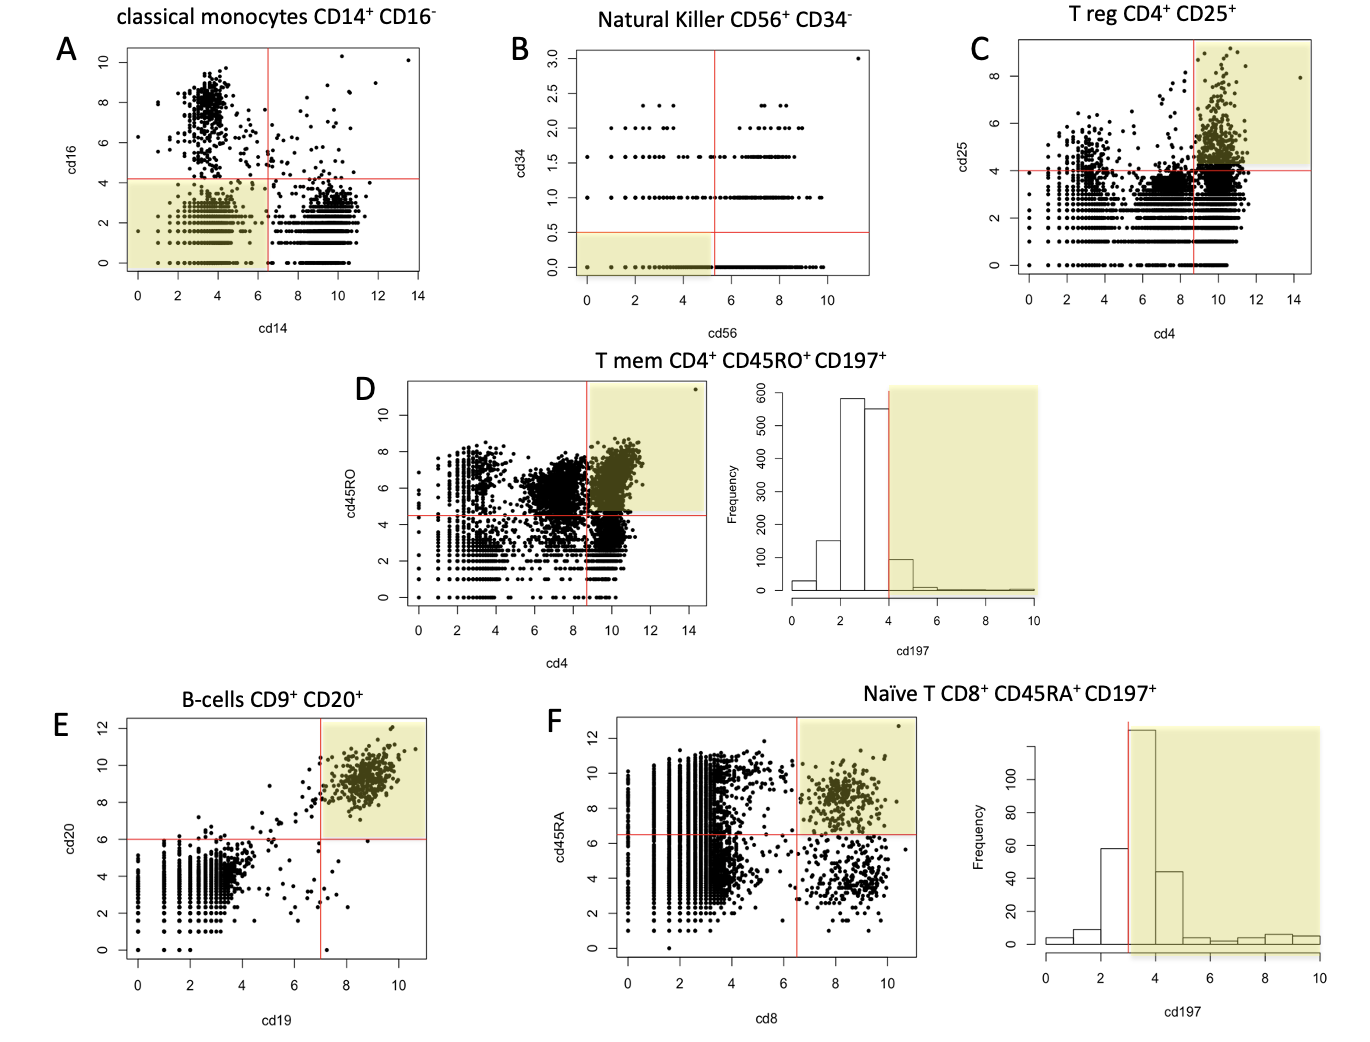 classical monocytes CD14⁺ CD16⁻
Natural Killer CD56⁺ CD34⁻
T reg CD4⁺ CD25⁺
A
B
C
cd16
0 2 4 6 8 10
0 2 4 6 8 10 12 14
cd14
cd34
0.0 0.5 1.0 1.5 2.0 2.5 3.0
0 2 4 6 8 10
cd56
cd25
0 2 4 6 8
0 2 4 6 8 10 12 14
cd4
T mem CD4⁺ CD45RO⁺ CD197⁺
D
cd45RO
0 2 4 6 8 10
0 2 4 6 8 10 12 14
cd4
Frequency
0 100 200 300 400 500 600
0 2 4 6 8 10
cd197
B-cells CD9⁺ CD20⁺
Naïve T CD8⁺ CD45RA⁺ CD197⁺
E
F
cd20
0 2 4 6 8 10 12
0 2 4 6 8 10
cd19
cd45RA
0 2 4 6 8 10 12
0 2 4 6 8 10
cd8
Frequency
0 20 40 60 80 100
0 2 4 6 8 10
cd197